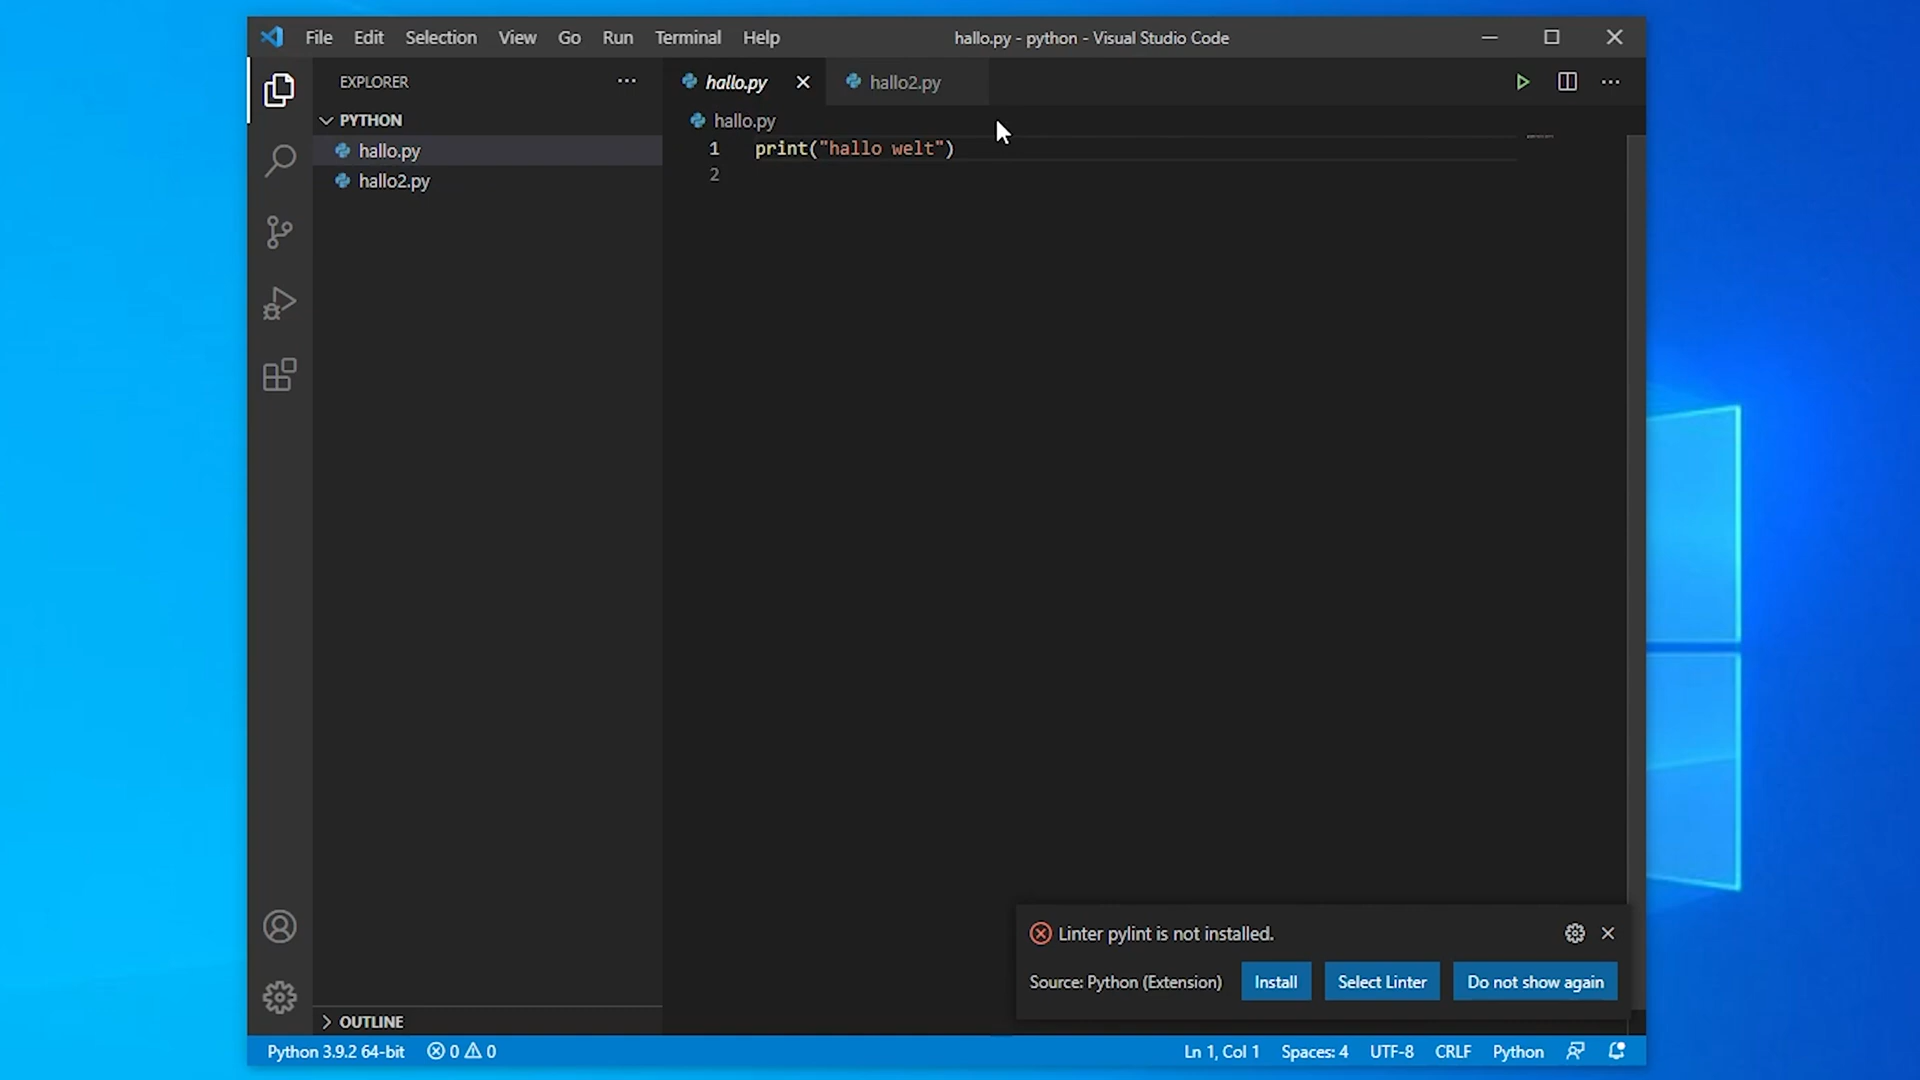 File Edit Selection View Go Run Terminal Help hallo.py - python - Visual Studio Code
EXPLORER
hallo.py hallo2.py
PYTHON
hallo.py
hallo.py
1 print("hallo welt")
hallo2.py
2
Linter pylint is not installed.
Source: Python (Extension) Install Select Linter Do not show again
OUTLINE
Python 3.9.2 64-bit 0 0 Ln 1, Col 1 Spaces: 4 UTF-8 CRLF Python